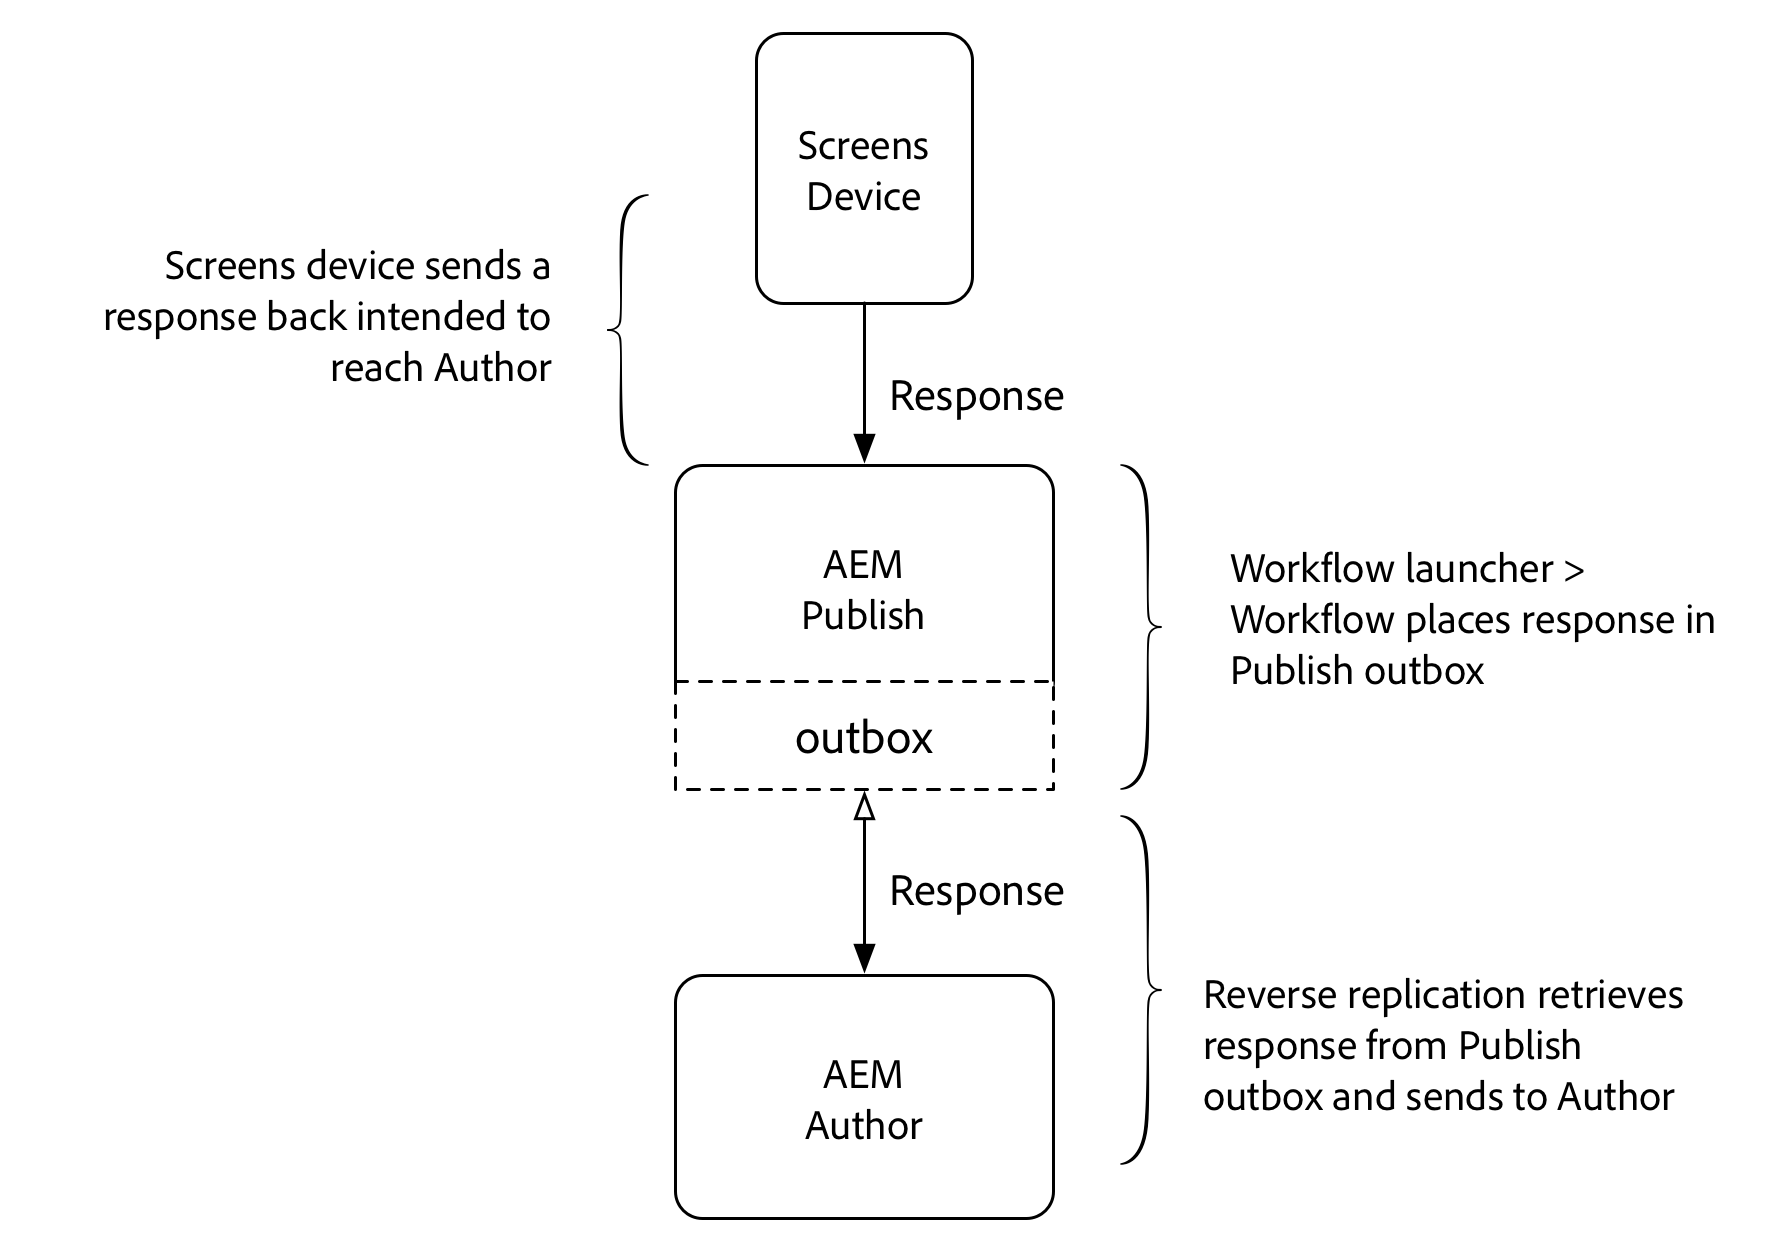 Screens
Device
Screens device sends a
response back intended to
reach Author
Response
AEM
Publish
Workflow launcher >
Workflow places response in
Publish outbox
outbox
Response
Reverse replication retrieves
response from Publish
outbox and sends to Author
AEM
Author